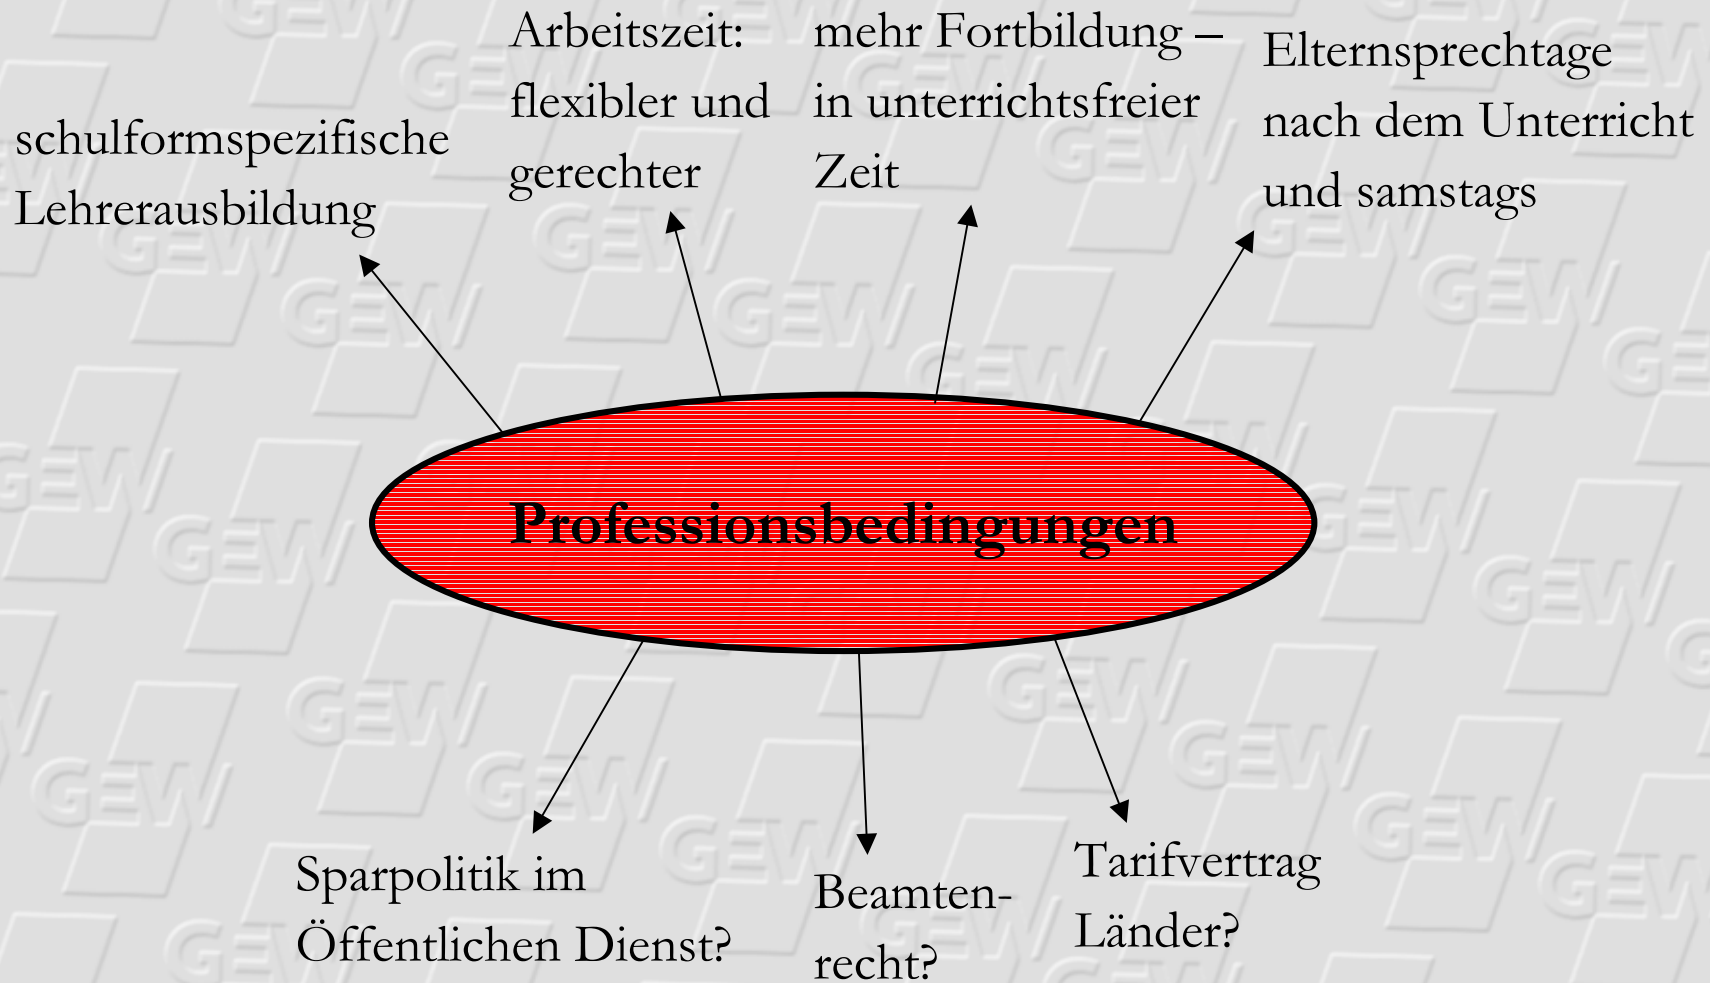 schulformspezifische
Lehrerausbildung
Arbeitszeit:
flexibler und
gerechter
mehr Fortbildung –
in unterrichtsfreier
Zeit
Elternsprechtage
nach dem Unterricht
und samstags
Professionsbedingungen
Sparpolitik im
Öffentlichen Dienst?
Beamten-
recht?
Tarifvertrag
Länder?
GEW